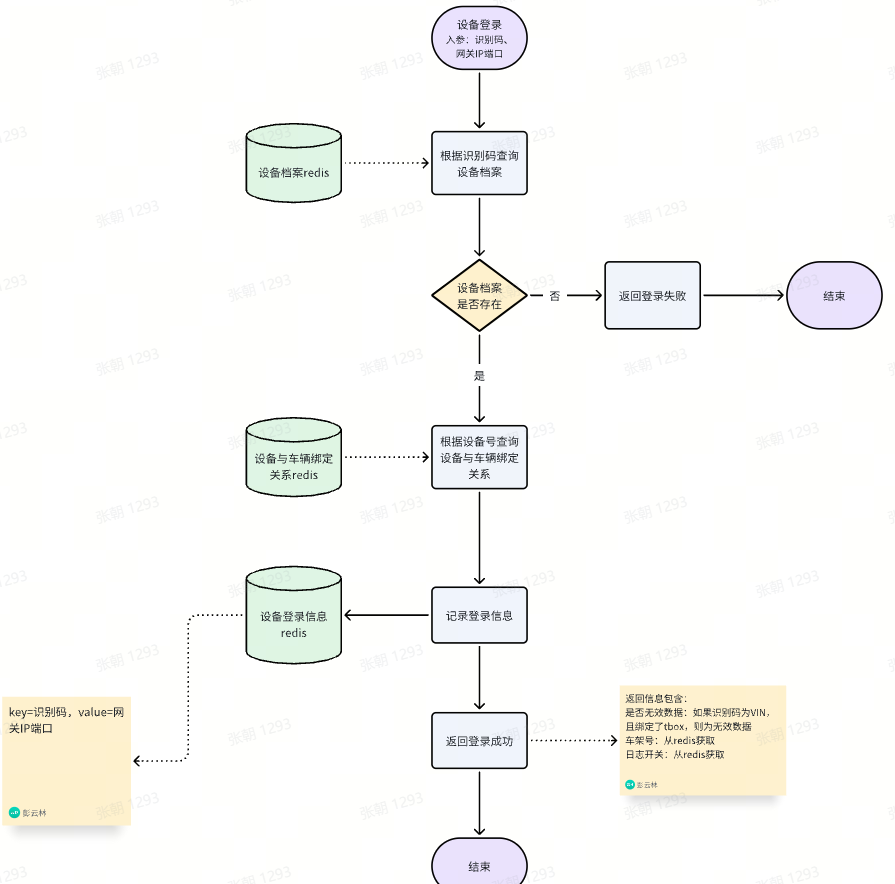 设备登录
入参：识别码、
网关IP端口
设备档案redis
根据识别码查询
设备档案
设备档案
是否存在
否
返回登录失败
结束
是
设备与车辆绑定
关系redis
根据设备号查询
设备与车辆绑定
关系
设备登录信息
redis
记录登录信息
key=识别码，value=网
关IP端口
彭云林
返回登录成功
返回信息包含：
是否无效数据：如果识别码为VIN，
且绑定了tbox，则为无效数据
车架号：从redis获取
日志开关：从redis获取
彭云林
结束
张朝 1293